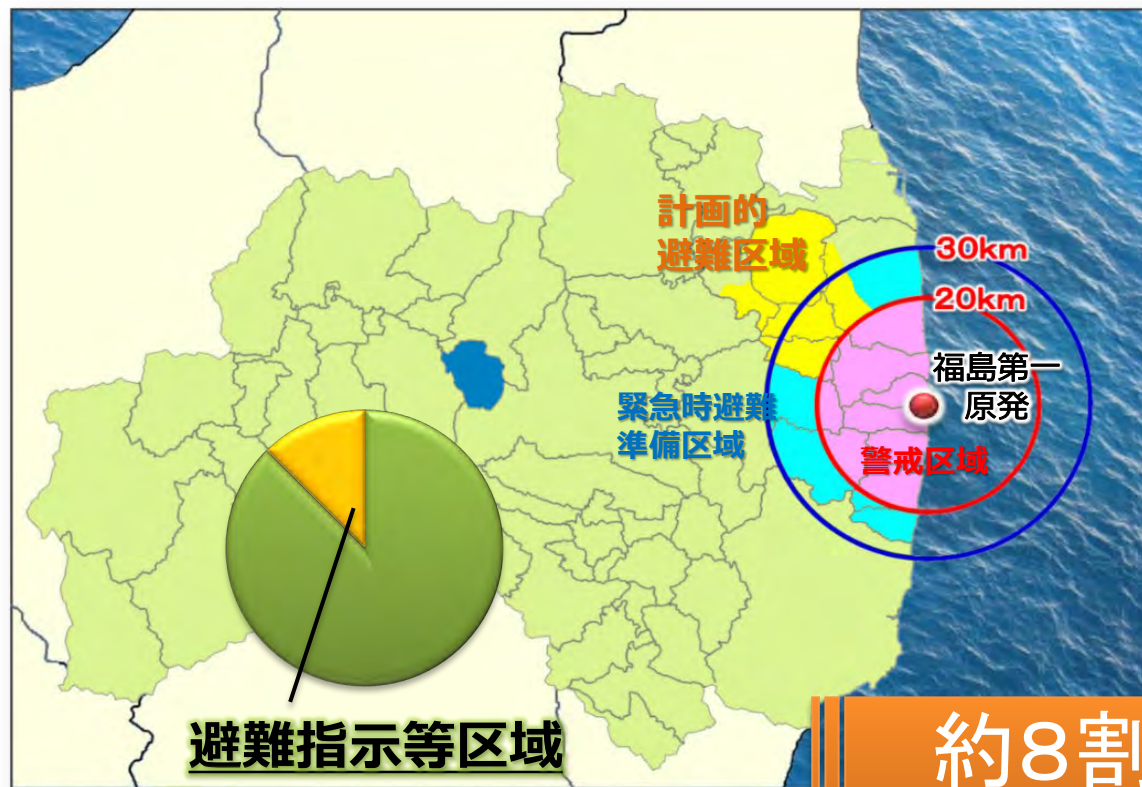 計画的
避難区域
30km
20km
福島第一
原発
緊急時避難
準備区域
警戒区域
避難指示等区域
約8割